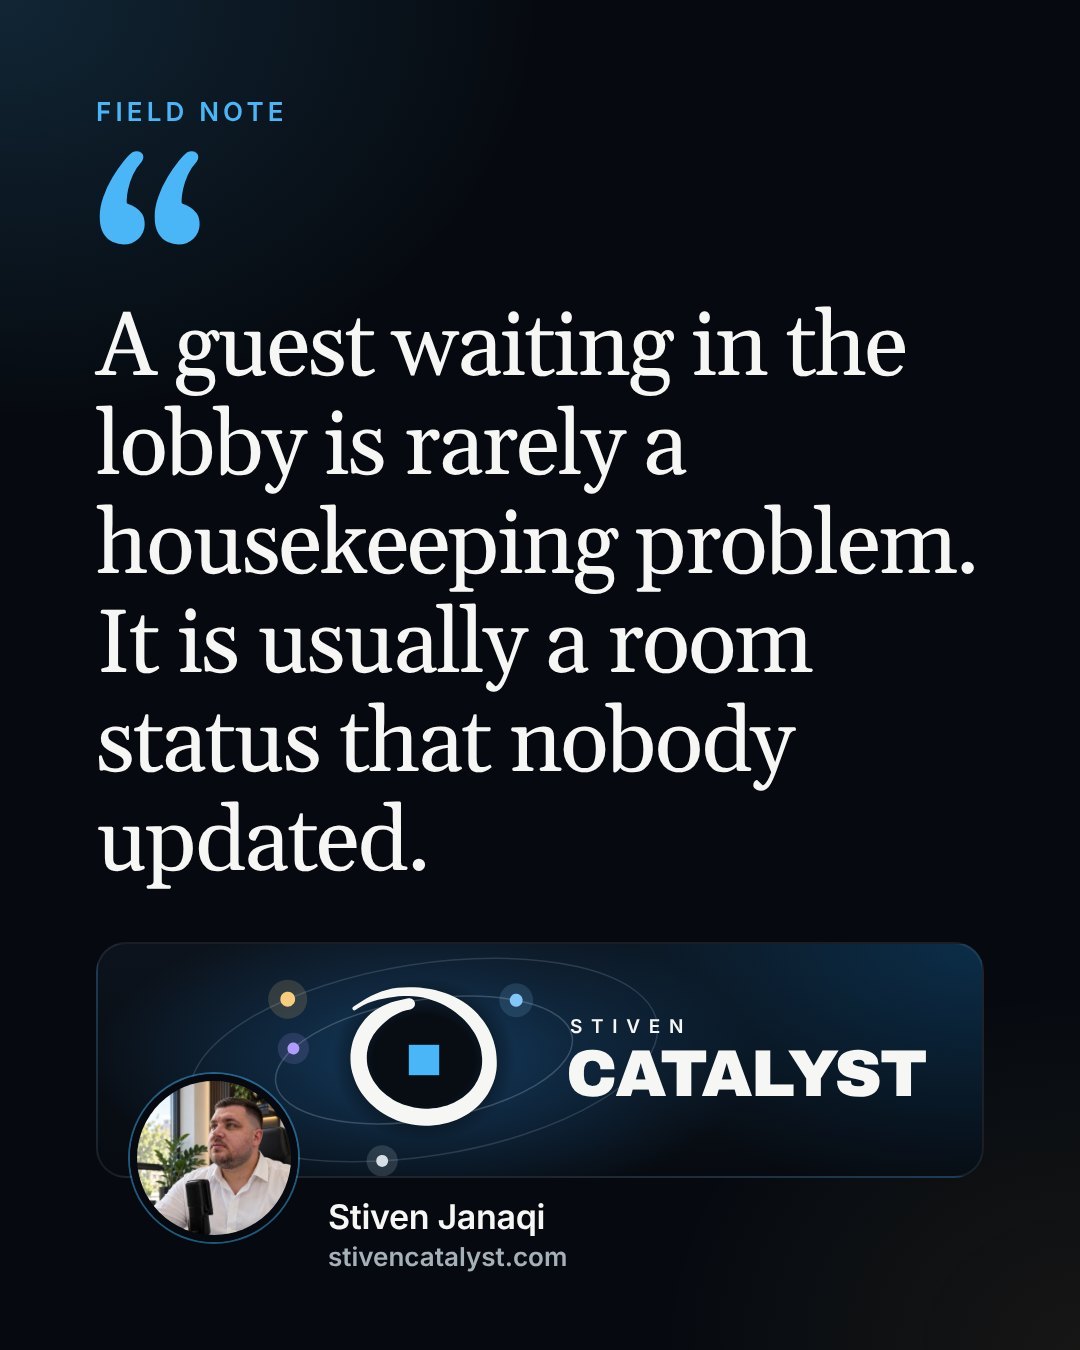 FIELD NOTE
“
A guest waiting in the
lobby is rarely a
housekeeping problem.
It is usually a room
status that nobody
updated.
STIVEN
CATALYST
Stiven Janaqi
stivencatalyst.com